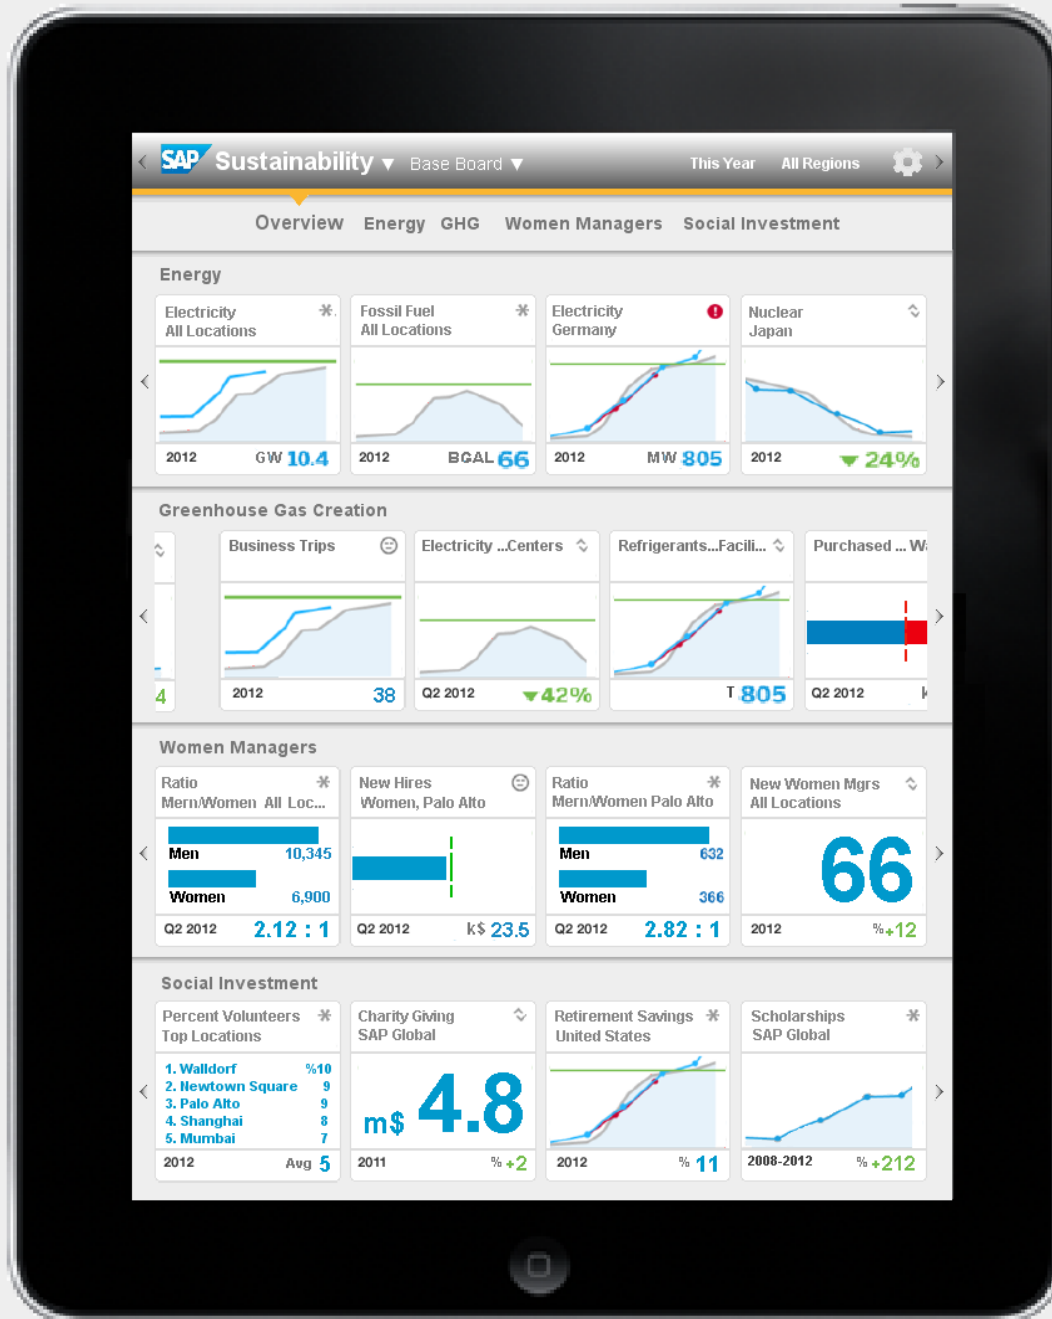 SAP Sustainability ▼ Base Board ▼ This Year All Regions
Overview Energy GHG Women Managers Social Investment
Energy
Electricity
All Locations
2012 GW 10.4
Fossil Fuel
All Locations
2012 BGAL 66
Electricity
Germany
2012 MW 805
Nuclear
Japan
2012 ▼ 24%
Greenhouse Gas Creation
4
Business Trips
2012 38
Electricity ...Centers
Q2 2012 ▼42%
Refrigerants...Facili...
T 805
Purchased ... Wa
Q2 2012 k
Women Managers
Ratio
Mern/Women All Loc...
Men 10,345
Women 6,900
Q2 2012 2.12 : 1
New Hires
Women, Palo Alto
Q2 2012 k$ 23.5
Ratio
Mern/Women Palo Alto
Men 632
Women 366
Q2 2012 2.82 : 1
New Women Mgrs
All Locations
66
2012 %+12
Social Investment
Percent Volunteers
Top Locations
1. Walldorf %10
2. Newtown Square 9
3. Palo Alto 9
4. Shanghai 8
5. Mumbai 7
2012 Avg 5
Charity Giving
SAP Global
m$ 4.8
2011 % +2
Retirement Savings
United States
2012 % 11
Scholarships
SAP Global
2008-2012 % +212